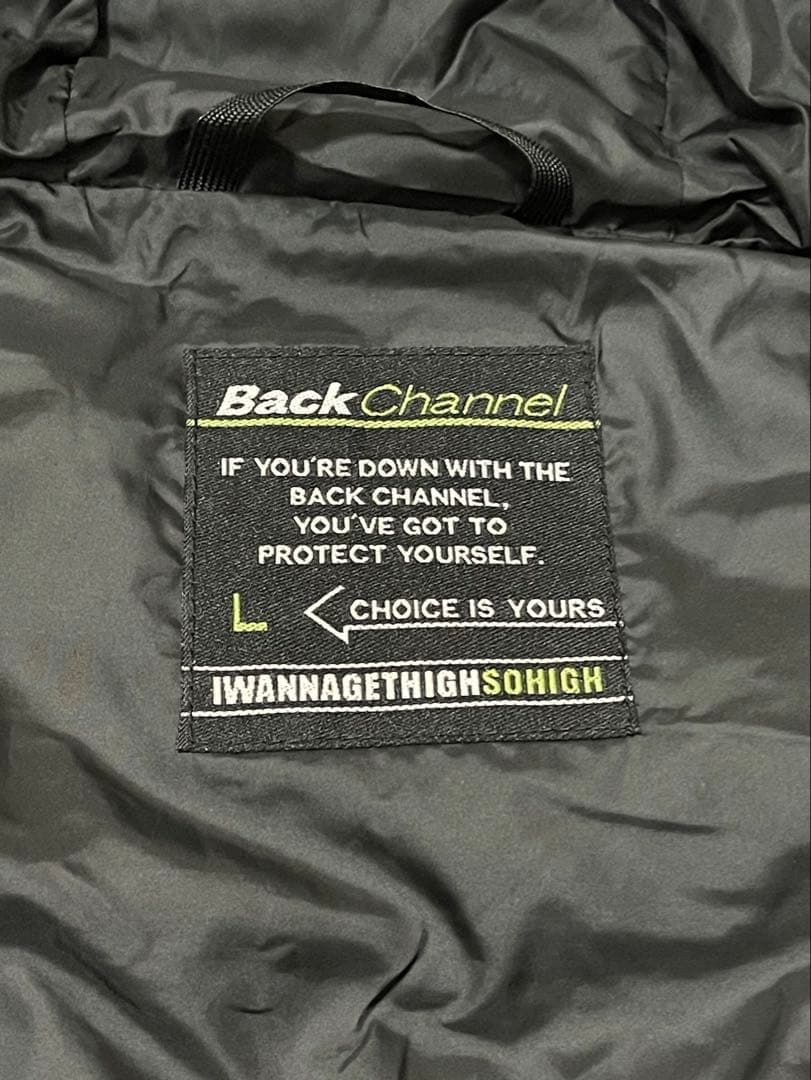 Back Channel
IF YOU'RE DOWN WITH THE
BACK CHANNEL,
YOU'VE GOT TO
PROTECT YOURSELF.
L CHOICE IS YOURS
IWANNAGETHIGHSOHIGH